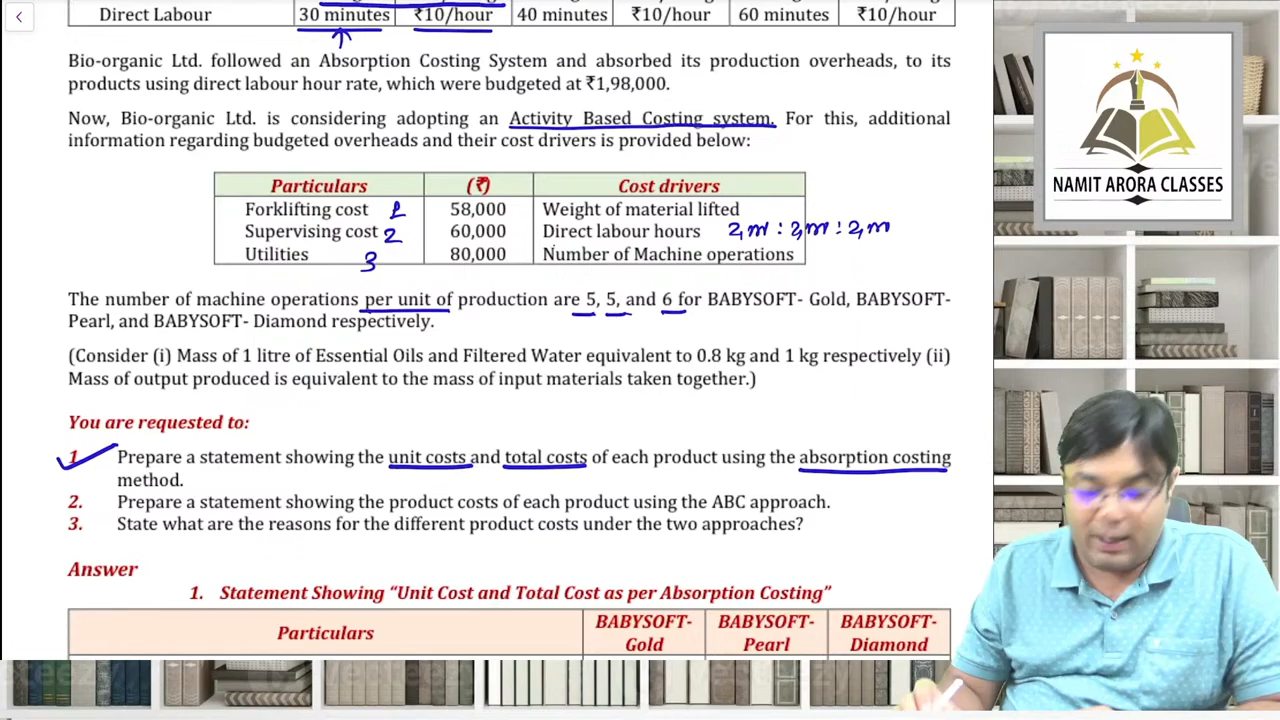 Direct Labour 30 minutes ₹10/hour 40 minutes ₹10/hour 60 minutes ₹10/hour
Bio-organic Ltd. followed an Absorption Costing System and absorbed its production overheads, to its
products using direct labour hour rate, which were budgeted at ₹1,98,000.
Now, Bio-organic Ltd. is considering adopting an Activity Based Costing system. For this, additional
information regarding budgeted overheads and their cost drivers is provided below:
Particulars (₹) Cost drivers
Forklifting cost 1 58,000 Weight of material lifted
Supervising cost 2 60,000 Direct labour hours
Utilities 3 80,000 Number of Machine operations
The number of machine operations per unit of production are 5, 5, and 6 for BABYSOFT- Gold, BABYSOFT-
Pearl, and BABYSOFT- Diamond respectively.
(Consider (i) Mass of 1 litre of Essential Oils and Filtered Water equivalent to 0.8 kg and 1 kg respectively (ii)
Mass of output produced is equivalent to the mass of input materials taken together.)
You are requested to:
1. Prepare a statement showing the unit costs and total costs of each product using the absorption costing
method.
2. Prepare a statement showing the product costs of each product using the ABC approach.
3. State what are the reasons for the different product costs under the two approaches?
Answer
1. Statement Showing “Unit Cost and Total Cost as per Absorption Costing”
Particulars BABYSOFT- BABYSOFT- BABYSOFT-
Gold Pearl Diamond
NAMIT ARORA CLASSES